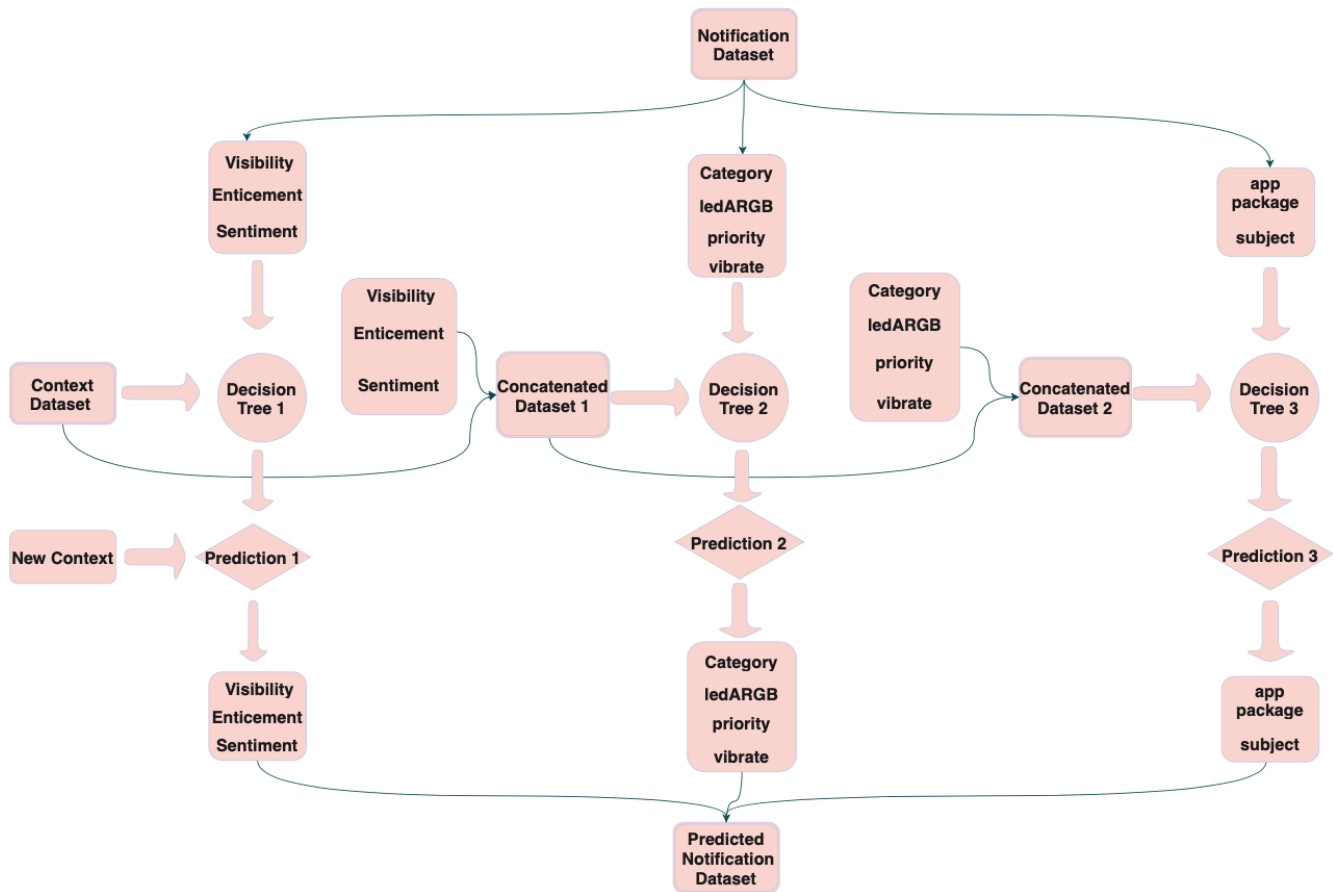 Notification
Dataset
Visibility
Enticement
Sentiment
Category
ledARGB
priority
vibrate
app
package
subject
Visibility
Enticement
Sentiment
Category
ledARGB
priority
vibrate
Context
Dataset
Decision
Tree 1
Concatenated
Dataset 1
Decision
Tree 2
Concatenated
Dataset 2
Decision
Tree 3
New Context
Prediction 1
Prediction 2
Prediction 3
Visibility
Enticement
Sentiment
Category
ledARGB
priority
vibrate
app
package
subject
Predicted
Notification
Dataset